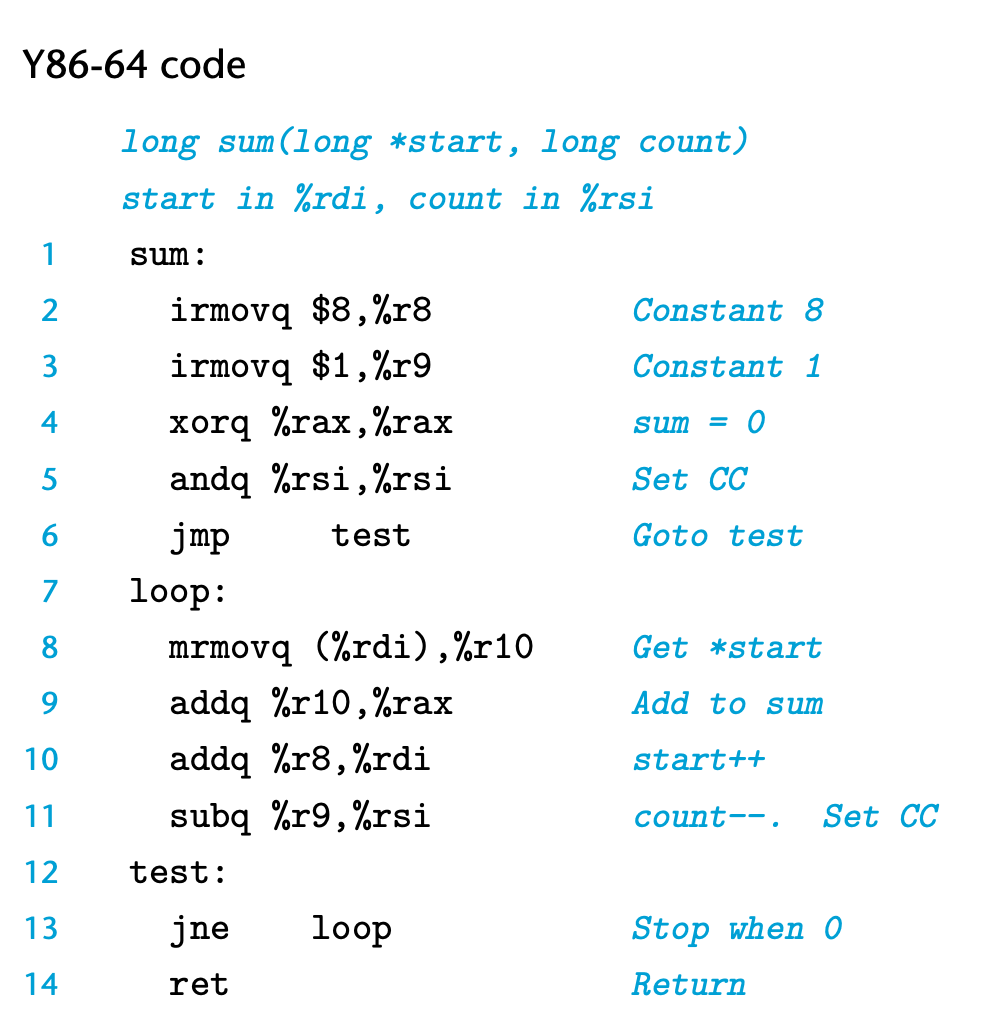 Y86-64 code
long sum(long *start, long count)
start in %rdi, count in %rsi
1 sum:
2 irmovq $8,%r8 Constant 8
3 irmovq $1,%r9 Constant 1
4 xorq %rax,%rax sum = 0
5 andq %rsi,%rsi Set CC
6 jmp test Goto test
7 loop:
8 mrmovq (%rdi),%r10 Get *start
9 addq %r10,%rax Add to sum
10 addq %r8,%rdi start++
11 subq %r9,%rsi count--. Set CC
12 test:
13 jne loop Stop when 0
14 ret Return